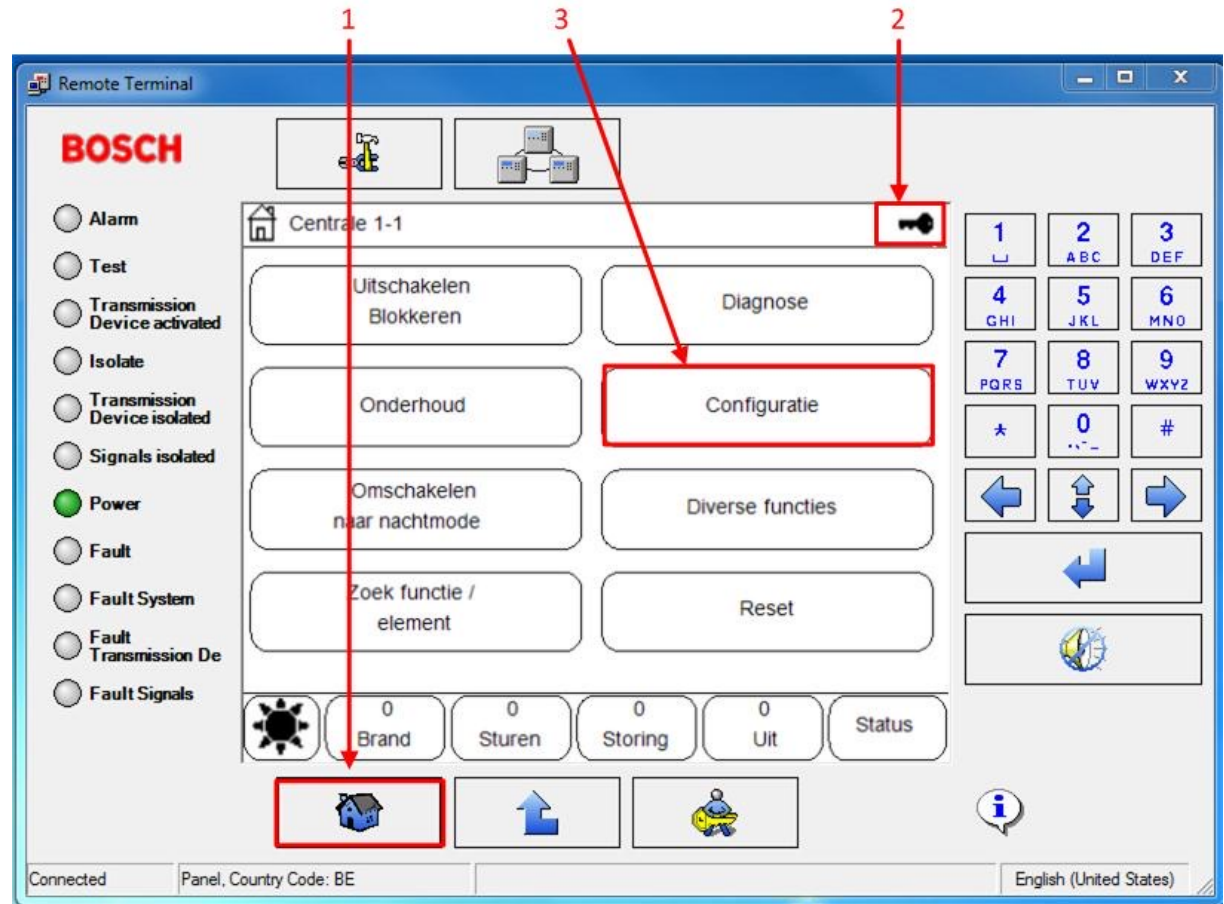 1 3 2
Remote Terminal
BOSCH
Alarm
Test
Transmission
Device activated
Isolate
Transmission
Device isolated
Signals isolated
Power
Fault
Fault System
Fault
Transmission De
Fault Signals
Centrale 1-1
Uitschakelen
Blokkeren
Diagnose
Onderhoud
Configuratie
Omschakelen
naar nachtmode
Diverse functies
Zoek functie /
element
Reset
0
Brand
0
Sturen
0
Storing
0
Uit
Status
1 2 3
ABC DEF
4 5 6
GHI JKL MNO
7 8 9
PQRS TUV WXYZ
* 0 #
Connected
Panel, Country Code: BE
English (United States)